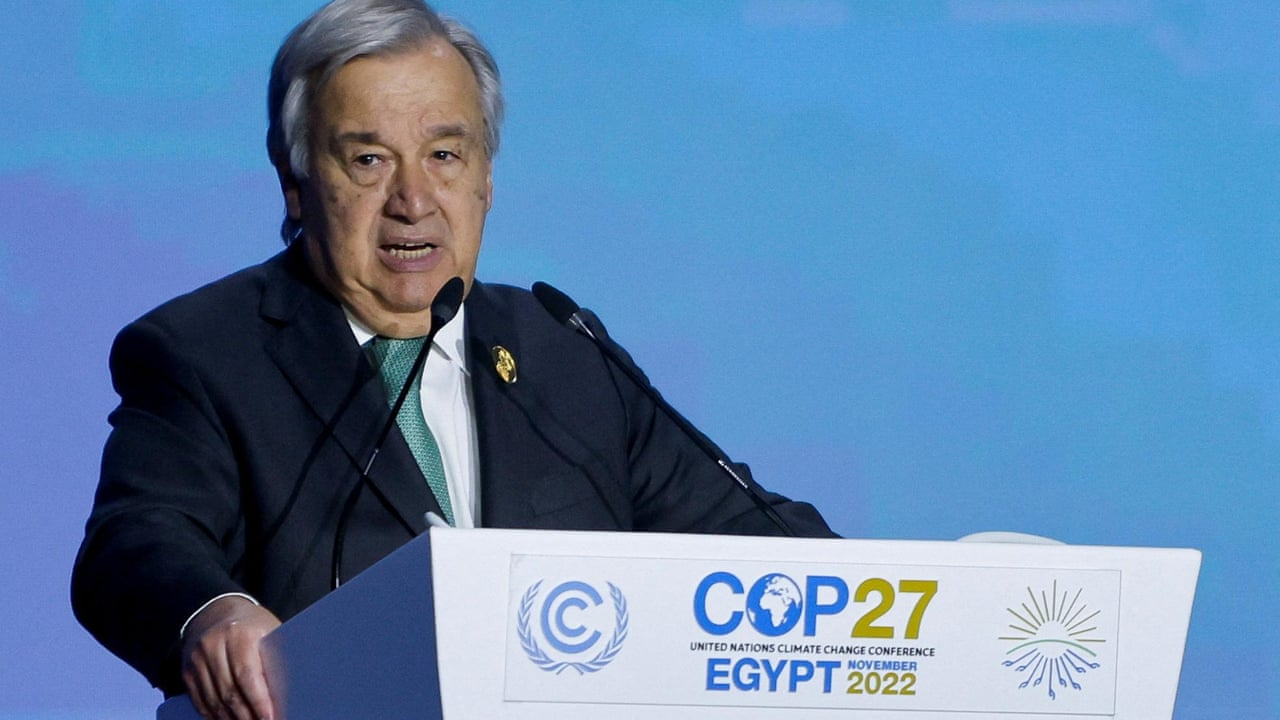 COP27
UNITED NATIONS CLIMATE CHANGE CONFERENCE
EGYPT NOVEMBER 2022